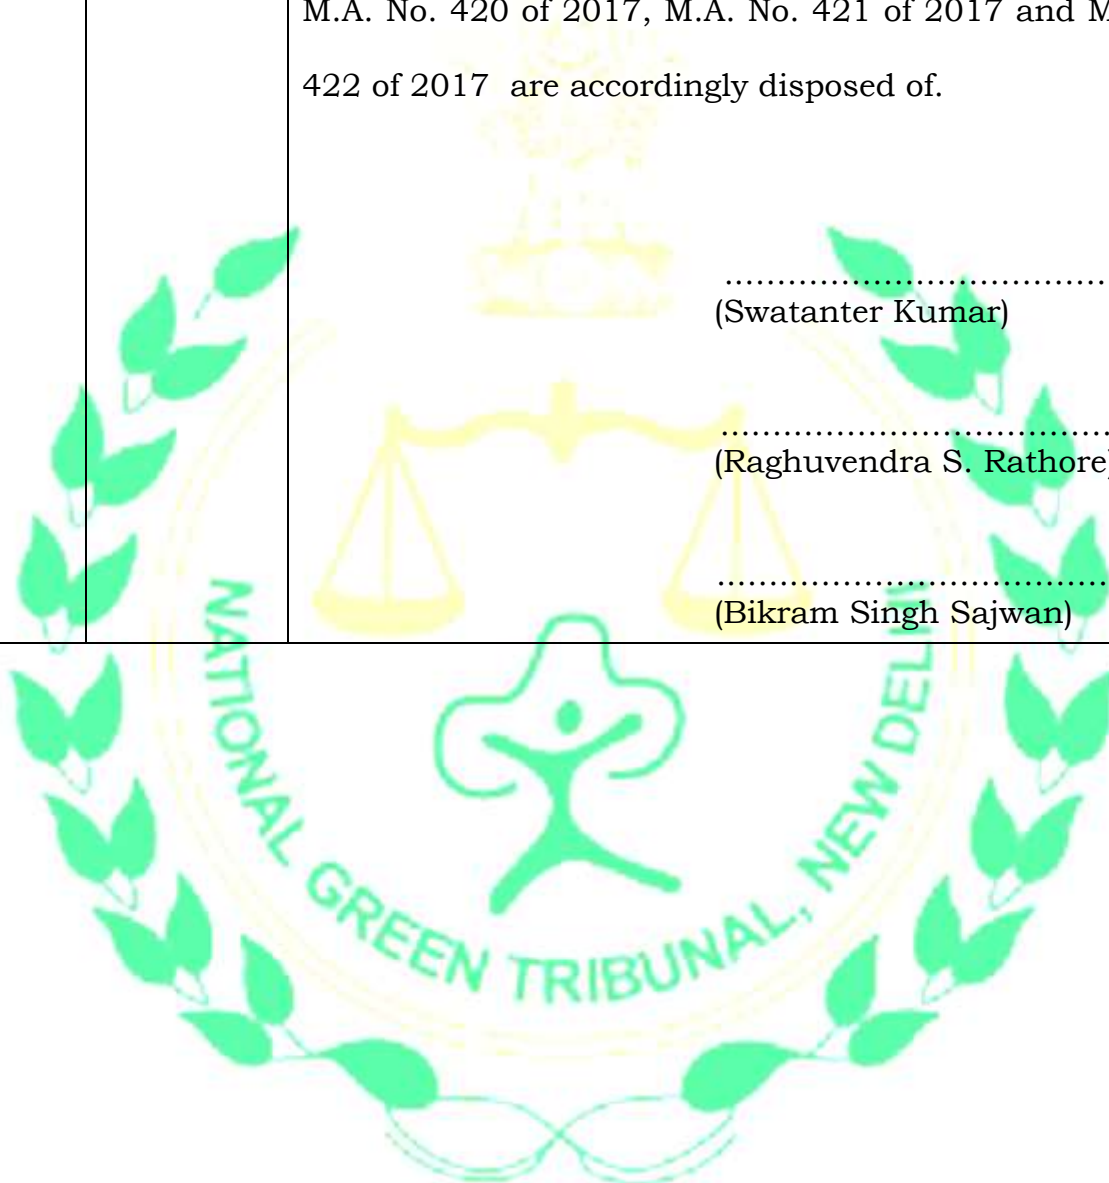 M.A. No. 420 of 2017, M.A. No. 421 of 2017 and M
422 of 2017 are accordingly disposed of.
……………………………….
(Swatanter Kumar)
……………………………….
(Raghuvendra S. Rathore)
……………………………….
(Bikram Singh Sajwan)
NATIONAL GREEN TRIBUNAL, NEW DELHI